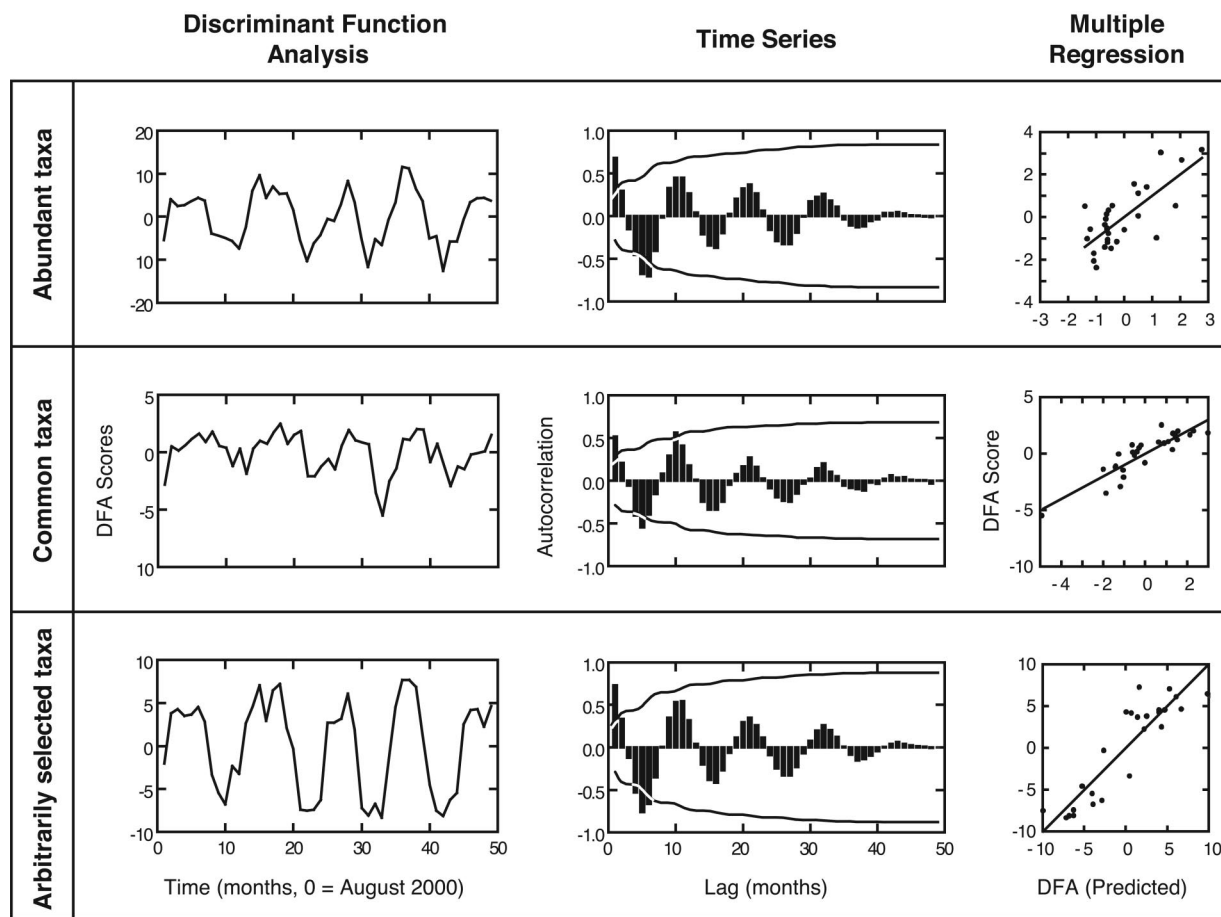 Discriminant Function
Analysis
Time Series
Multiple
Regression
Abundant taxa
20
10
0
10
-20
1.0
0.5
0.0
-0.5
-1.0
4
2
0
-2
-4
-3 -2 -1 0 1 2 3
Common taxa
DFA Scores
5
0
-5
10
Autocorrelation
1.0
0.5
0.0
-0.5
-1.0
DFA Score
5
0
-5
-10
-4 -2 0 2
Arbitrarily selected taxa
10
5
0
-5
-10
0 10 20 30 40 50
Time (months, 0 = August 2000)
1.0
0.5
0.0
-0.5
-1.0
0 10 20 30 40 50
Lag (months)
10
5
0
-5
-10
-10 -5 0 5 10
DFA (Predicted)